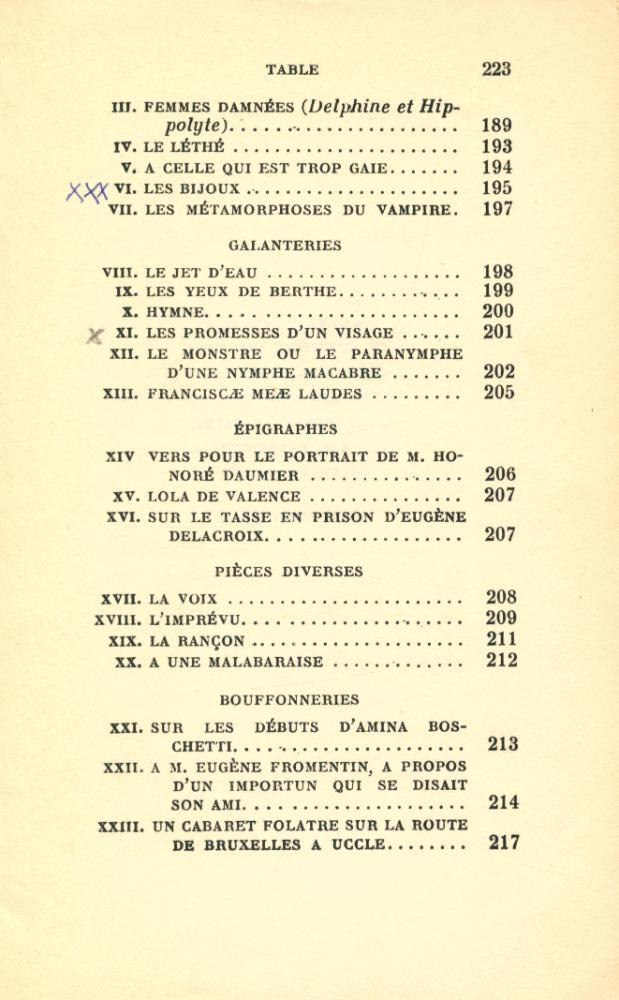 TABLE 223
III. FEMMES DAMNÉES (Delphine et Hip-
polyte)..................... 189
IV. LE LÉTHÉ ..................... 193
V. A CELLE QUI EST TROP GAIE....... 194
XXX VI. LES BIJOUX .................... 195
VII. LES MÉTAMORPHOSES DU VAMPIRE. 197
GALANTERIES
VIII. LE JET D'EAU ................... 198
IX. LES YEUX DE BERTHE............ 199
X. HYMNE........................ 200
X XI. LES PROMESSES D'UN VISAGE ...... 201
XII. LE MONSTRE OU LE PARANYMPHE
D'UNE NYMPHE MACABRE ....... 202
XIII. FRANCISCÆ MEÆ LAUDES ......... 205
ÉPIGRAPHES
XIV VERS POUR LE PORTRAIT DE M. HO-
NORÉ DAUMIER ............... 206
XV. LOLA DE VALENCE ............... 207
XVI. SUR LE TASSE EN PRISON D'EUGÈNE
DELACROIX................... 207
PIÈCES DIVERSES
XVII. LA VOIX ....................... 208
XVIII. L'IMPRÉVU..................... 209
XIX. LA RANÇON .................... 211
XX. A UNE MALABARAISE ............. 212
BOUFFONNERIES
XXI. SUR LES DÉBUTS D'AMINA BOS-
CHETTI...................... 213
XXII. A M. EUGÈNE FROMENTIN, A PROPOS
D'UN IMPORTUN QUI SE DISAIT
SON AMI..................... 214
XXIII. UN CABARET FOLATRE SUR LA ROUTE
DE BRUXELLES A UCCLE........ 217